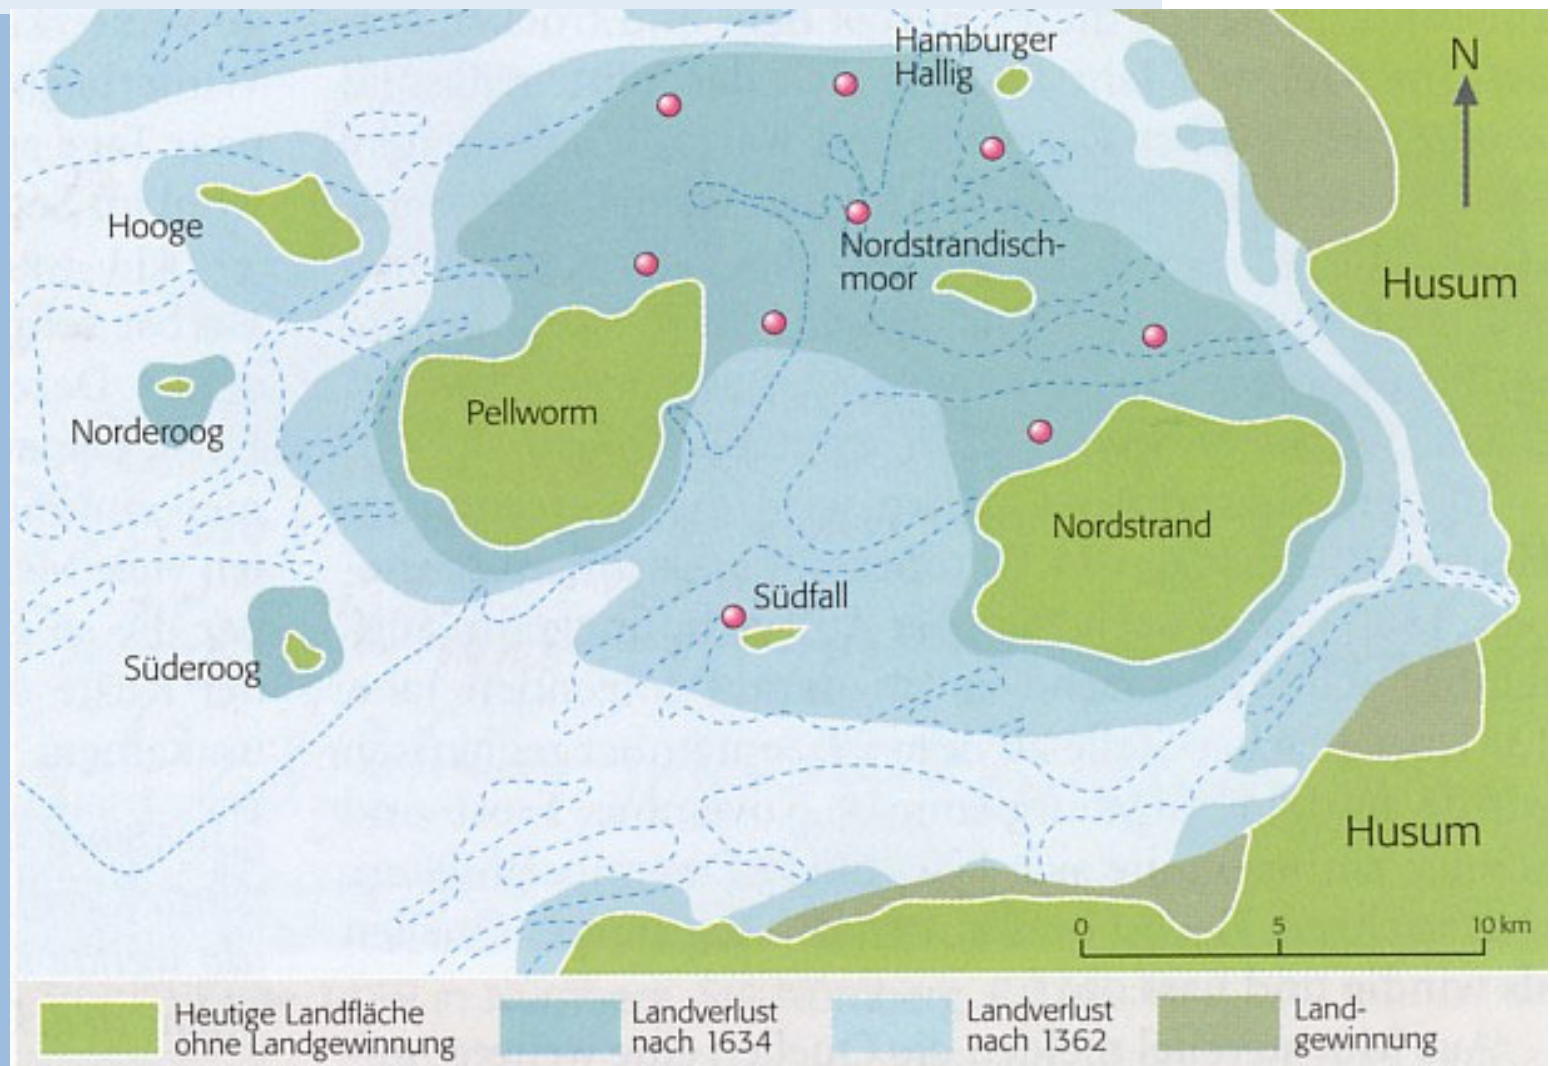 Hamburger
Hallig
N
Hooge
Nordstrandisch-
moor
Husum
Norderoog
Pellworm
Nordstrand
Südfall
Süderoog
Husum
0 5 10 km
Heutige Landfläche
ohne Landgewinnung
Landverlust
nach 1634
Landverlust
nach 1362
Land-
gewinnung